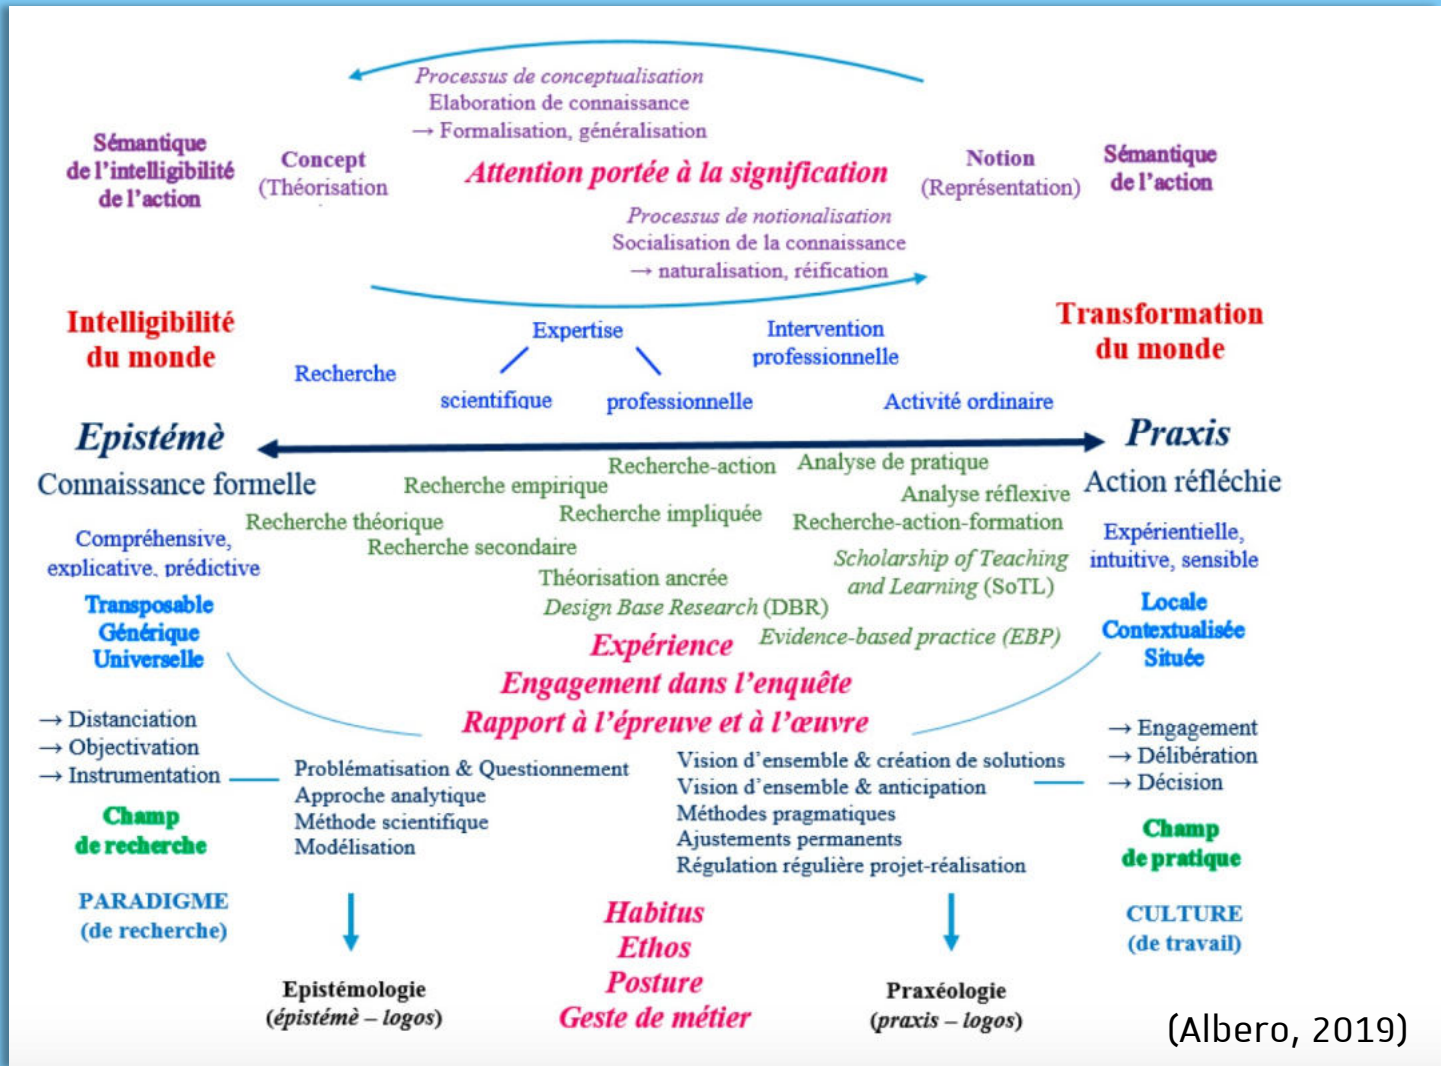 Processus de conceptualisation
Elaboration de connaissance
→ Formalisation, généralisation
Sémantique
de l'intelligibilité
de l'action
Concept
(Théorisation
Attention portée à la signification
Notion
(Représentation)
Sémantique
de l'action
Processus de notionalisation
Socialisation de la connaissance
→ naturalisation, réification
Intelligibilité
du monde
Transformation
du monde
Expertise
scientifique
professionnelle
Recherche
Intervention
professionnelle
Activité ordinaire
Epistémè
Connaissance formelle
Praxis
Action réfléchie
Recherche-action
Analyse de pratique
Recherche empirique
Analyse réflexive
Recherche théorique
Recherche impliquée
Recherche-action-formation
Recherche secondaire
Scholarship of Teaching
and Learning (SoTL)
Théorisation ancrée
Design Base Research (DBR)
Evidence-based practice (EBP)
Compréhensive,
explicative, prédictive
Transposable
Générique
Universelle
Expérientielle,
intuitive, sensible
Locale
Contextualisée
Située
Expérience
Engagement dans l'enquête
Rapport à l'épreuve et à l'œuvre
→ Distanciation
→ Objectivation
→ Instrumentation
Problématisation & Questionnement
Approche analytique
Méthode scientifique
Modélisation
Vision d'ensemble & création de solutions
Vision d'ensemble & anticipation
Méthodes pragmatiques
Ajustements permanents
Régulation régulière projet-réalisation
→ Engagement
→ Délibération
→ Décision
Champ
de recherche
Champ
de pratique
PARADIGME
(de recherche)
CULTURE
(de travail)
Habitus
Ethos
Posture
Geste de métier
Epistémologie
(épistémè – logos)
Praxéologie
(praxis – logos)
(Albero, 2019)